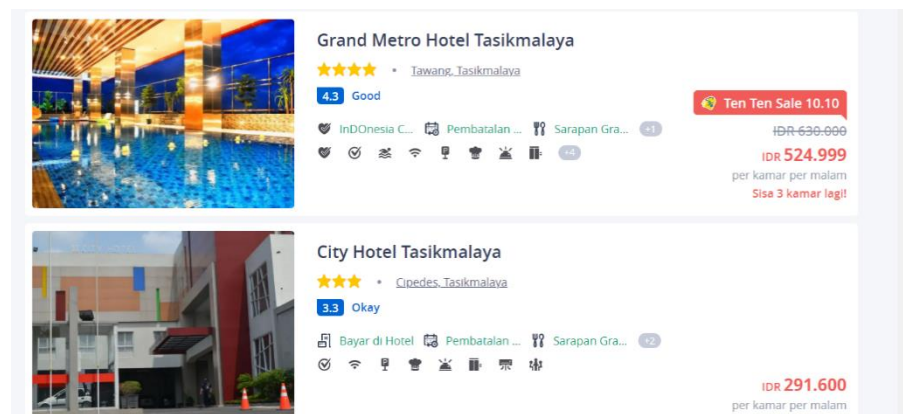 Grand Metro Hotel Tasikmalaya
Tawang, Tasikmalaya
4.3 Good
Ten Ten Sale 10.10
InDOnesia C... Pembatalan ... Sarapan Gra... +1
IDR 630.000
+4
IDR 524.999
per kamar per malam
Sisa 3 kamar lagi!
City Hotel Tasikmalaya
Cipedes, Tasikmalaya
3.3 Okay
Bayar di Hotel Pembatalan ... Sarapan Gra... +2
IDR 291.600
per kamar per malam